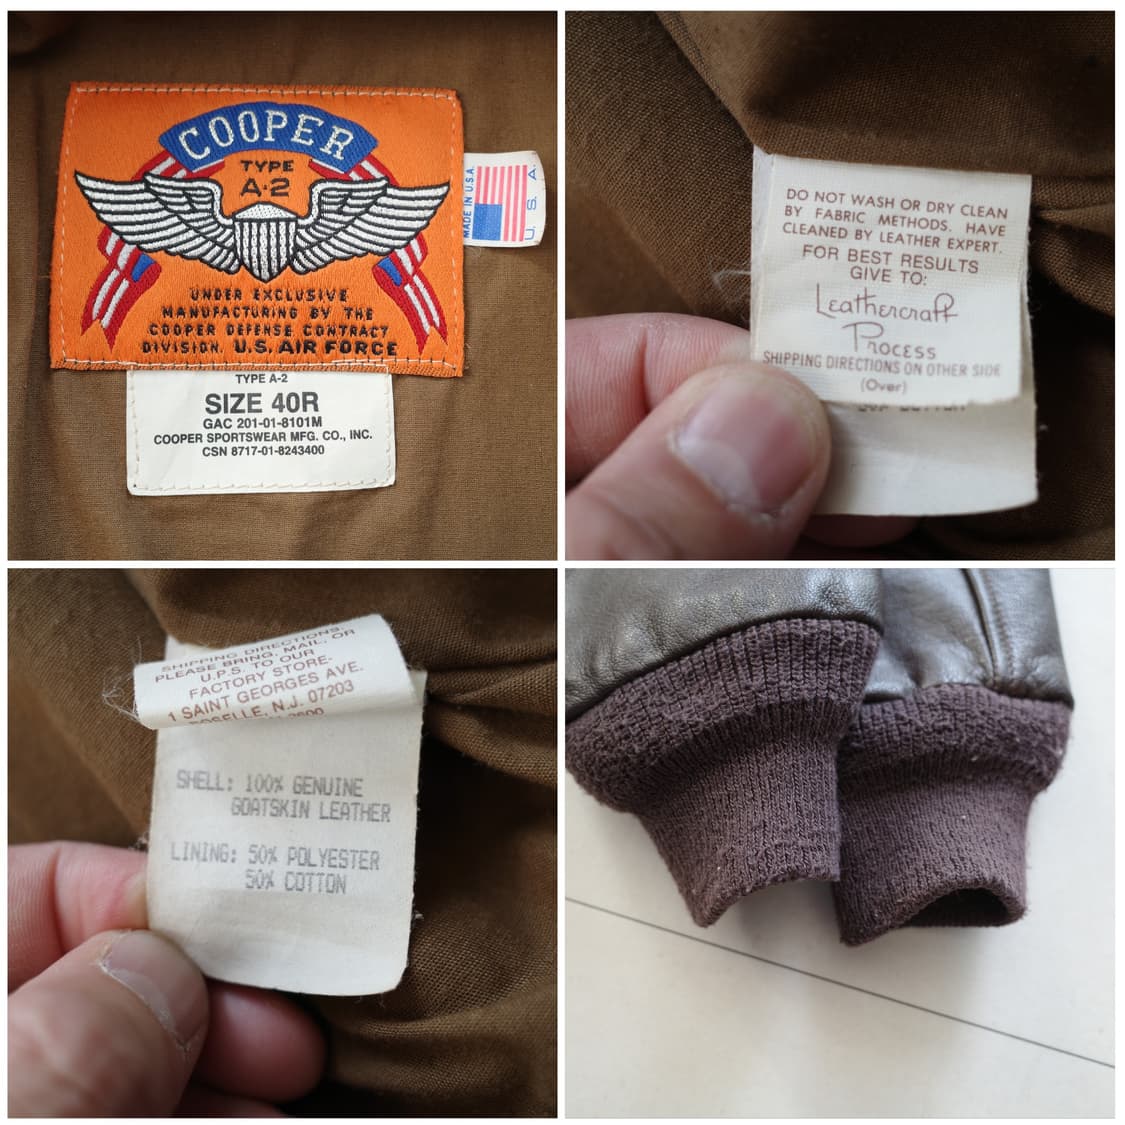 COOPER
TYPE
A-2
UNDER EXCLUSIVE
MANUFACTURING BY THE
COOPER DEFENSE CONTRACT
DIVISION. U.S. AIR FORCE
MADE IN U.S.A.
U. S. A.
TYPE A-2
SIZE 40R
GAC 201-01-8101M
COOPER SPORTSWEAR MFG. CO., INC.
CSN 8717-01-8243400
DO NOT WASH OR DRY CLEAN
BY FABRIC METHODS. HAVE
CLEANED BY LEATHER EXPERT.
FOR BEST RESULTS
GIVE TO:
Leathercraft
Process
SHIPPING DIRECTIONS ON OTHER SIDE
(Over)
COTTON
SHIPPING DIRECTIONS.
PLEASE BRING, MAIL, OR
U.P.S. TO OUR
FACTORY STORE-
1 SAINT GEORGES AVE.
ROSELLE, N.J. 07203
SHELL: 100% GENUINE
GOATSKIN LEATHER
LINING: 50% POLYESTER
50% COTTON